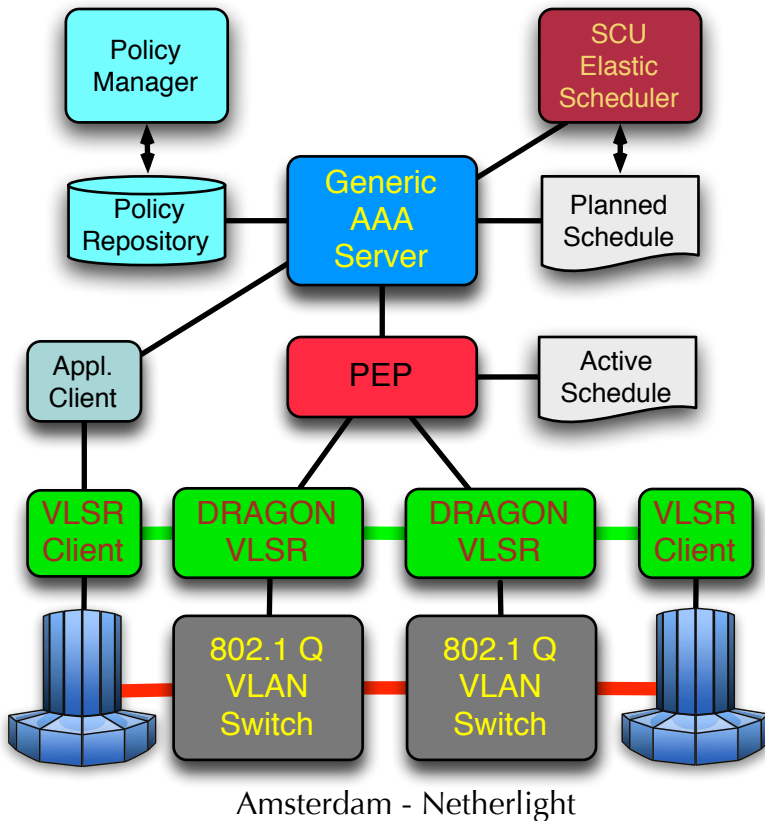 Policy
Manager
SCU
Elastic
Scheduler
Policy
Repository
Generic
AAA
Server
Planned
Schedule
Appl.
Client
PEP
Active
Schedule
VLSR
Client
DRAGON
VLSR
DRAGON
VLSR
VLSR
Client
802.1 Q
VLAN
Switch
802.1 Q
VLAN
Switch
Amsterdam - Netherlight